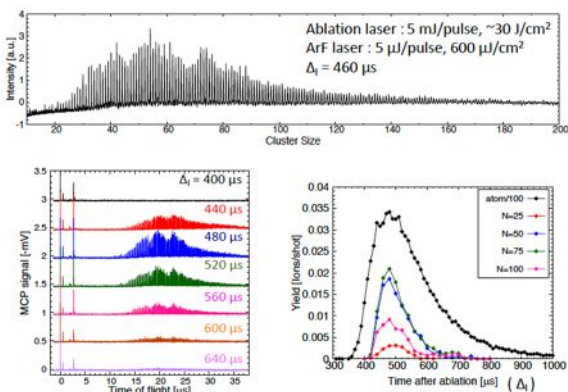 Ablation laser : 5 mJ/pulse, ~30 J/cm²
ArF laser : 5 μJ/pulse, 600 μJ/cm²
Δ_I = 460 μs
Intensity [a.u.]
4
3
2
1
0
20 40 60 80 100 120 140 160 180 200
Cluster Size
MCP signal [-mV]
3.5
3
2.5
2
1.5
1
0.5
0
Δ_I = 400 μs
440 μs
480 μs
520 μs
560 μs
600 μs
640 μs
0 5 10 15 20 25 30 35
Time of flight [μs]
Yield [Ions/shot]
0.04
0.035
0.03
0.025
0.02
0.015
0.01
0.005
0
atom/100
N=25
N=50
N=75
N=100
300 400 500 600 700 800 900 1000
Time after ablation [μs] (Δ_I)